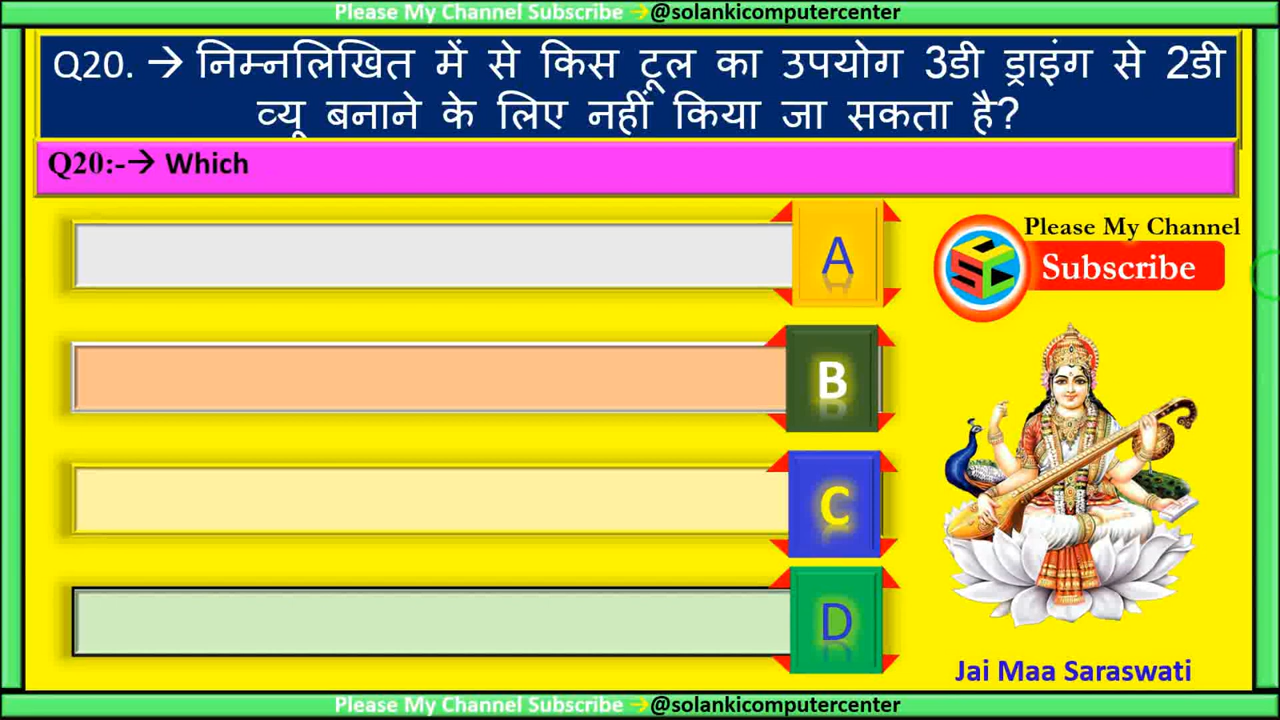 Please My Channel Subscribe →@solankicomputercenter
Q20. → निम्नलिखित में से किस टूल का उपयोग 3डी ड्राइंग से 2डी
व्यू बनाने के लिए नहीं किया जा सकता है?
Q20:-→ Which
A
B
C
D
Please My Channel
Subscribe
SCC
Jai Maa Saraswati
Please My Channel Subscribe →@solankicomputercenter